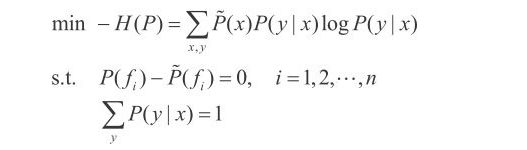 min −H(P) = ∑_{x,y} P̃(x)P(y|x) log P(y|x)
s.t. P(f_i) − P̃(f_i) = 0, i = 1,2,⋯,n
∑_y P(y|x) = 1